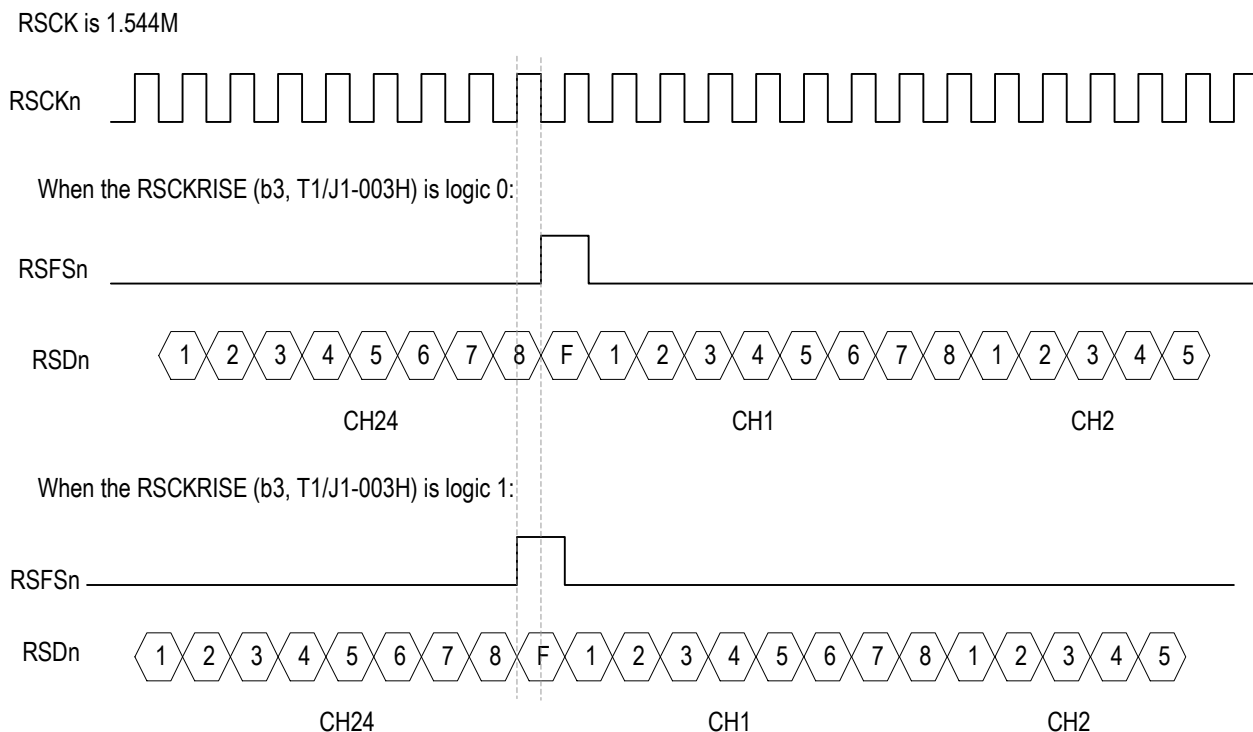 RSCK is 1.544M
RSCKn
When the RSCKRISE (b3, T1/J1-003H) is logic 0:
RSFSn
RSDn 1 2 3 4 5 6 7 8 F 1 2 3 4 5 6 7 8 1 2 3 4 5
CH24 CH1 CH2
When the RSCKRISE (b3, T1/J1-003H) is logic 1:
RSFSn
RSDn 1 2 3 4 5 6 7 8 F 1 2 3 4 5 6 7 8 1 2 3 4 5
CH24 CH1 CH2